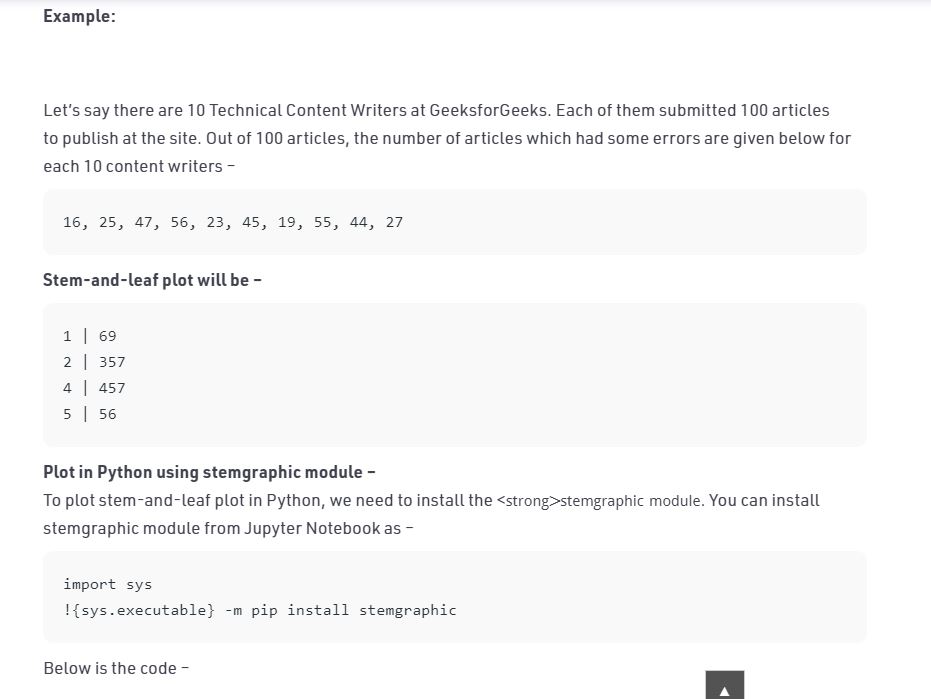 Example:
Let's say there are 10 Technical Content Writers at GeeksforGeeks. Each of them submitted 100 articles
to publish at the site. Out of 100 articles, the number of articles which had some errors are given below for
each 10 content writers –
16, 25, 47, 56, 23, 45, 19, 55, 44, 27
Stem-and-leaf plot will be –
1 | 69
2 | 357
4 | 457
5 | 56
Plot in Python using stemgraphic module –
To plot stem-and-leaf plot in Python, we need to install the <strong>stemgraphic module. You can install
stemgraphic module from Jupyter Notebook as –
import sys
!{sys.executable} -m pip install stemgraphic
Below is the code –